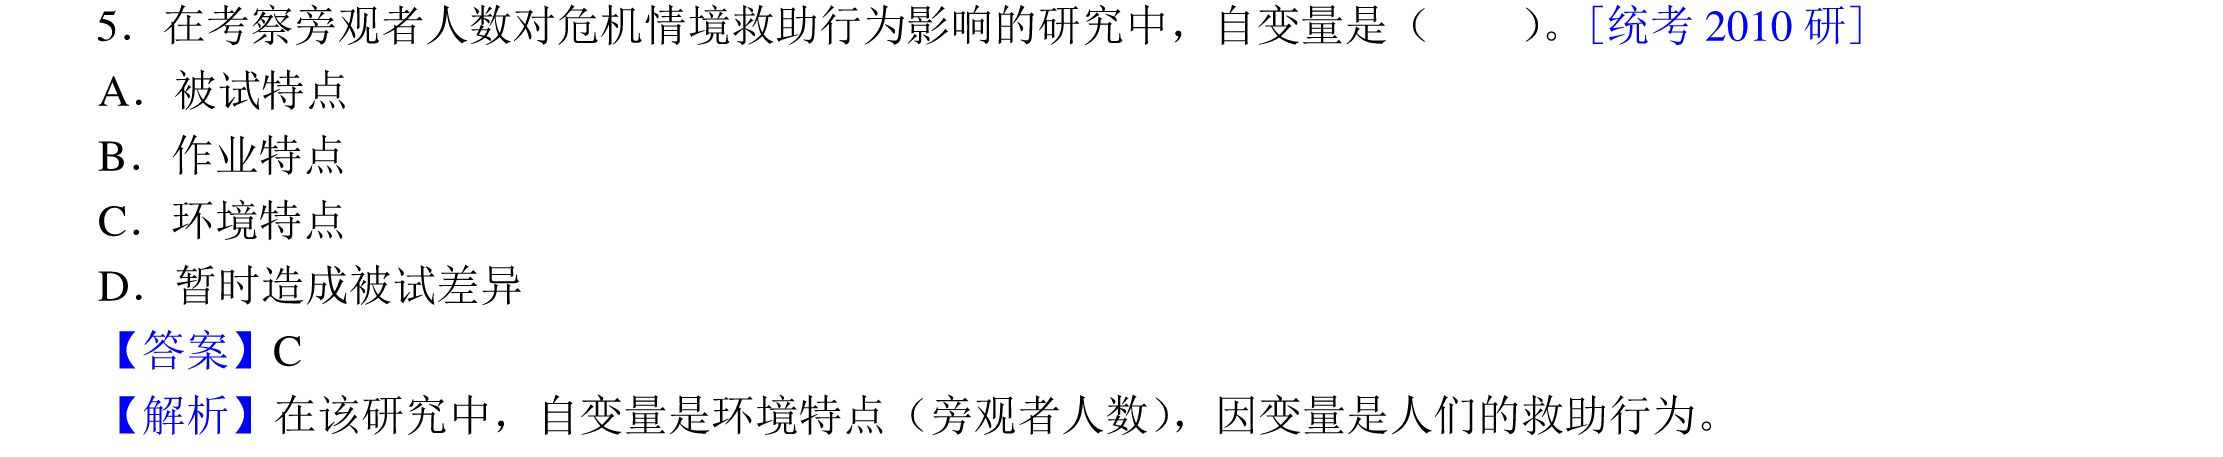 5．在考察旁观者人数对危机情境救助行为影响的研究中，自变量是（　　）。［统考 2010 研］
A．被试特点
B．作业特点
C．环境特点
D．暂时造成被试差异
【答案】C
【解析】在该研究中，自变量是环境特点（旁观者人数），因变量是人们的救助行为。